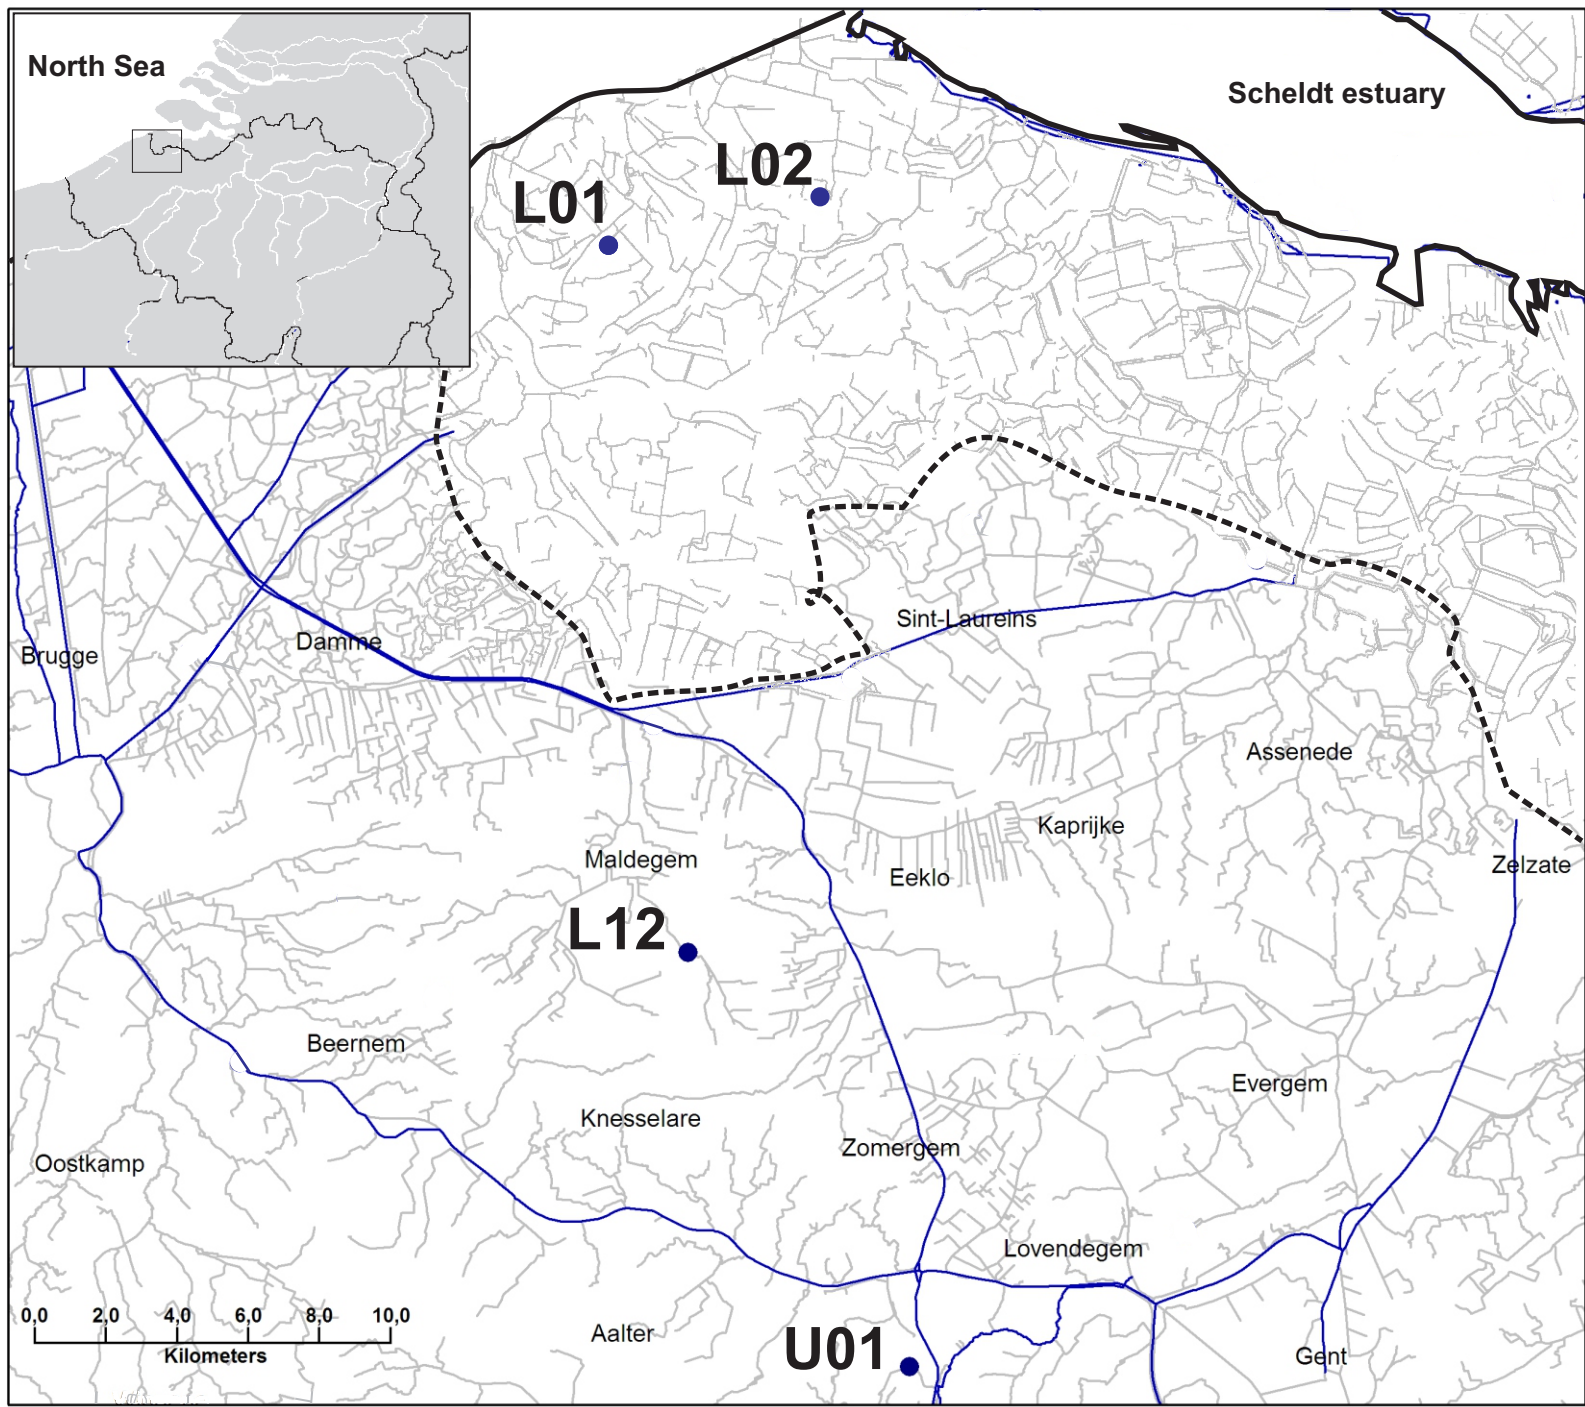 North Sea
Scheldt estuary
L02
L01
Sint-Laureins
Damme
Brugge
Assenede
Kaprijke
Maldegem
Eeklo
Zelzate
L12
Beernem
Evergem
Knesselare
Zomergem
Oostkamp
Lovendegem
0,0 2,0 4,0 6,0 8,0 10,0
Kilometers
Aalter
U01
Gent